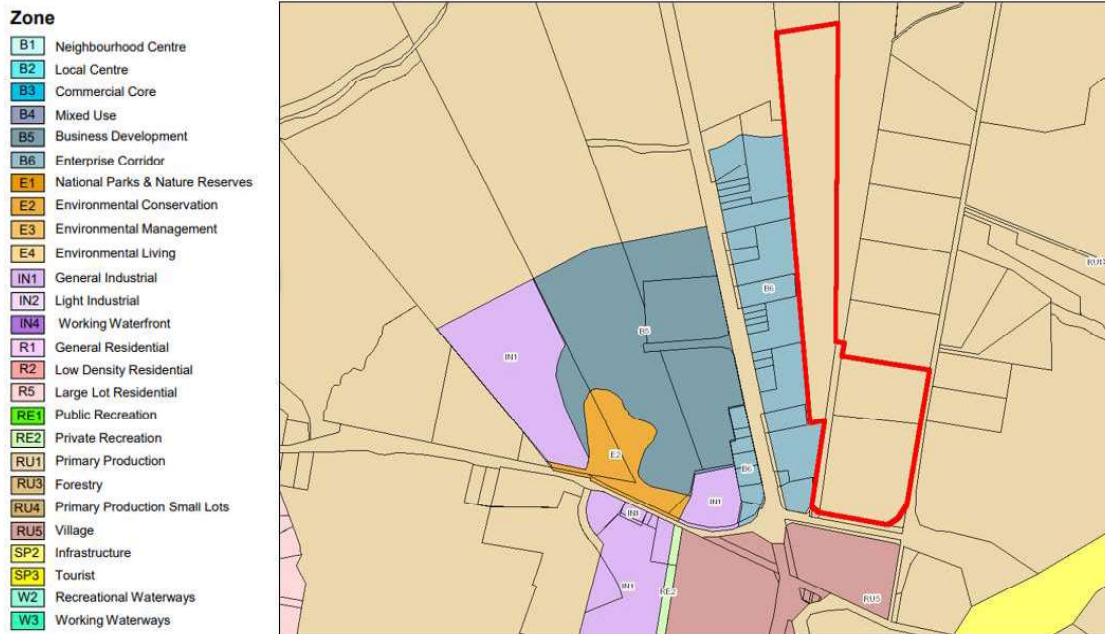 Zone
B1 Neighbourhood Centre
B2 Local Centre
B3 Commercial Core
B4 Mixed Use
B5 Business Development
B6 Enterprise Corridor
E1 National Parks & Nature Reserves
E2 Environmental Conservation
E3 Environmental Management
E4 Environmental Living
IN1 General Industrial
IN2 Light Industrial
IN4 Working Waterfront
R1 General Residential
R2 Low Density Residential
R5 Large Lot Residential
RE1 Public Recreation
RE2 Private Recreation
RU1 Primary Production
RU3 Forestry
RU4 Primary Production Small Lots
RU5 Village
SP2 Infrastructure
SP3 Tourist
W2 Recreational Waterways
W3 Working Waterways
RU1
B6
B5
IN1
E2
B6
IN1
IN1
IN1
RE2
RU5